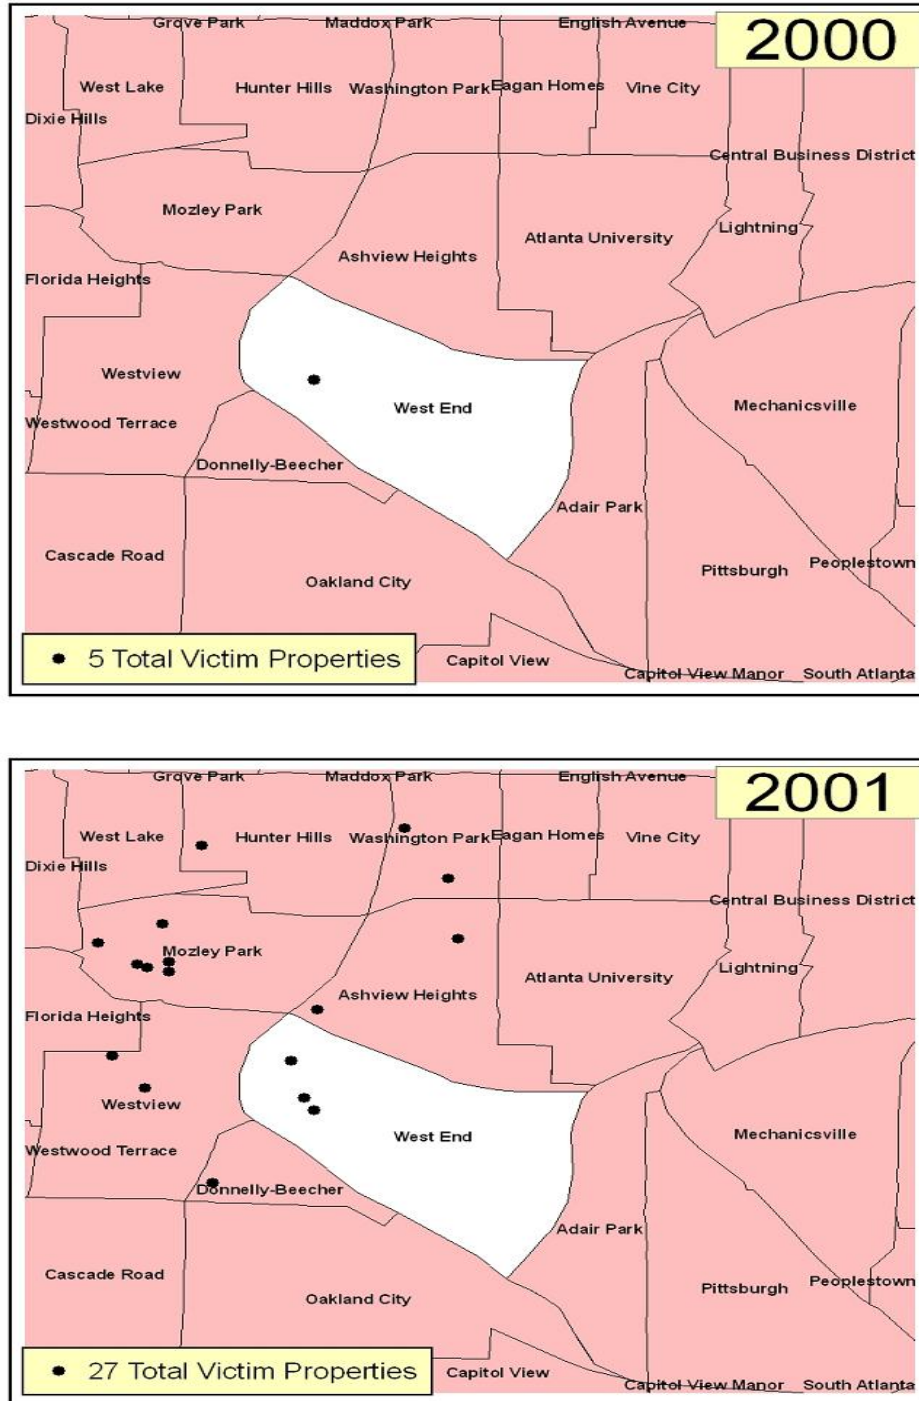 Grove Park Maddox Park English Avenue
2000
West Lake Hunter Hills Washington Park Eagan Homes Vine City
Dixie Hills
Central Business District
Mozley Park
Lightning
Atlanta University
Ashview Heights
Florida Heights
Westview
Mechanicsville
West End
Westwood Terrace
Donnelly-Beecher
Adair Park
Cascade Road
Peoplestown
Pittsburgh
Oakland City
5 Total Victim Properties
Capitol View
Capitol View Manor South Atlanta
Grove Park Maddox Park English Avenue
2001
West Lake Hunter Hills Washington Park Eagan Homes Vine City
Dixie Hills
Central Business District
Mozley Park
Lightning
Atlanta University
Ashview Heights
Florida Heights
Westview
Mechanicsville
West End
Westwood Terrace
Donnelly-Beecher
Adair Park
Cascade Road
Peoplestown
Pittsburgh
Oakland City
27 Total Victim Properties
Capitol View
Capitol View Manor South Atlanta